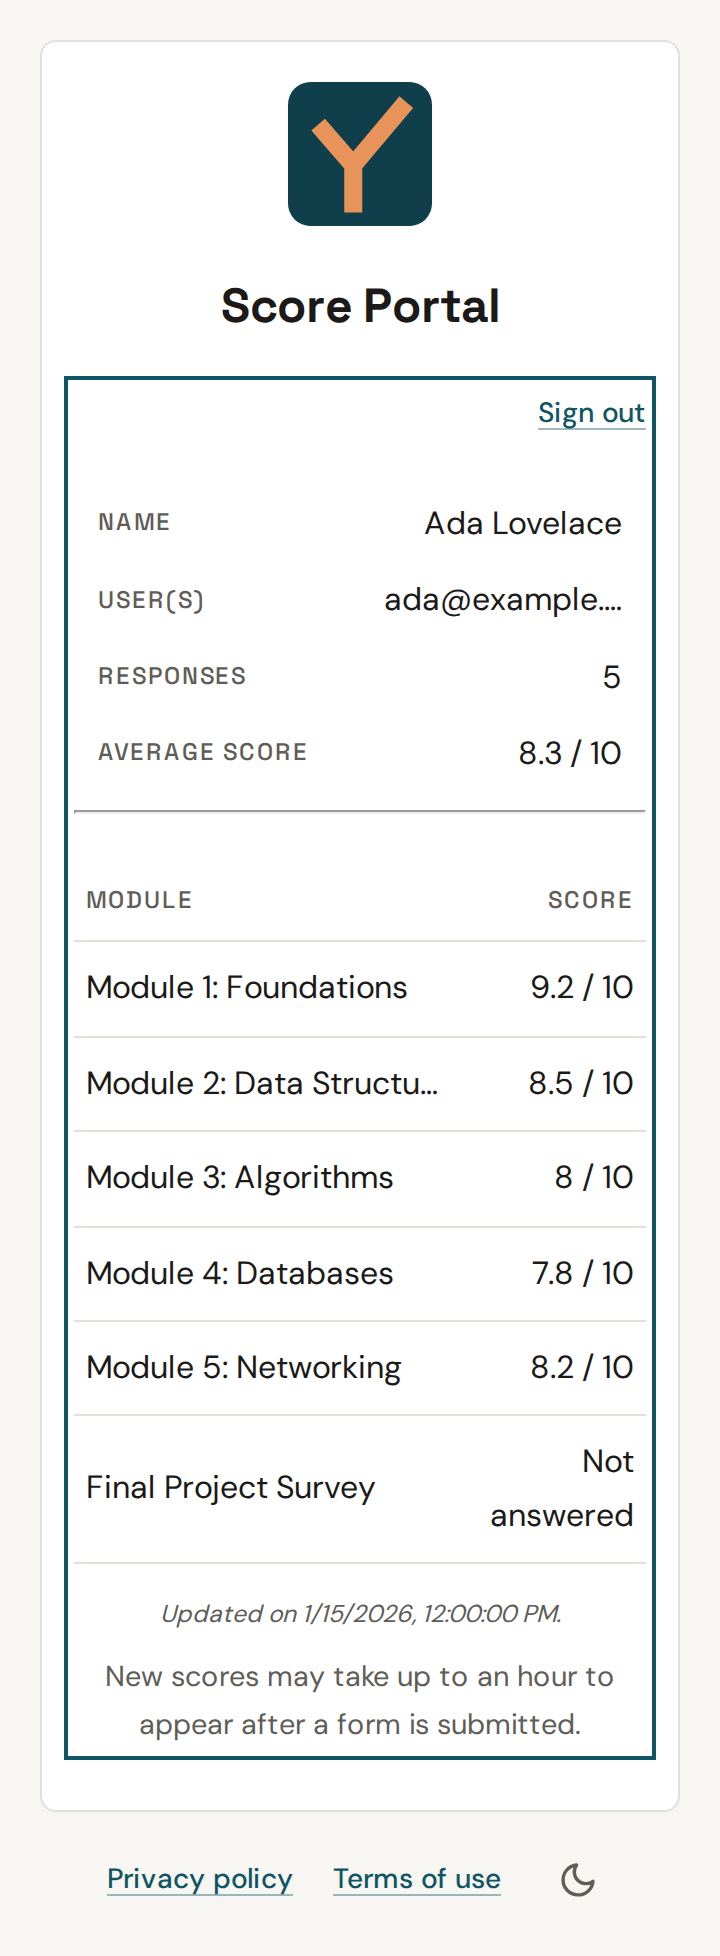 Score Portal
Sign out
NAME Ada Lovelace
USER(S) ada@example....
RESPONSES 5
AVERAGE SCORE 8.3 / 10
MODULE SCORE
Module 1: Foundations 9.2 / 10
Module 2: Data Structu... 8.5 / 10
Module 3: Algorithms 8 / 10
Module 4: Databases 7.8 / 10
Module 5: Networking 8.2 / 10
Final Project Survey Not
answered
Updated on 1/15/2026, 12:00:00 PM.
New scores may take up to an hour to
appear after a form is submitted.
Privacy policy Terms of use